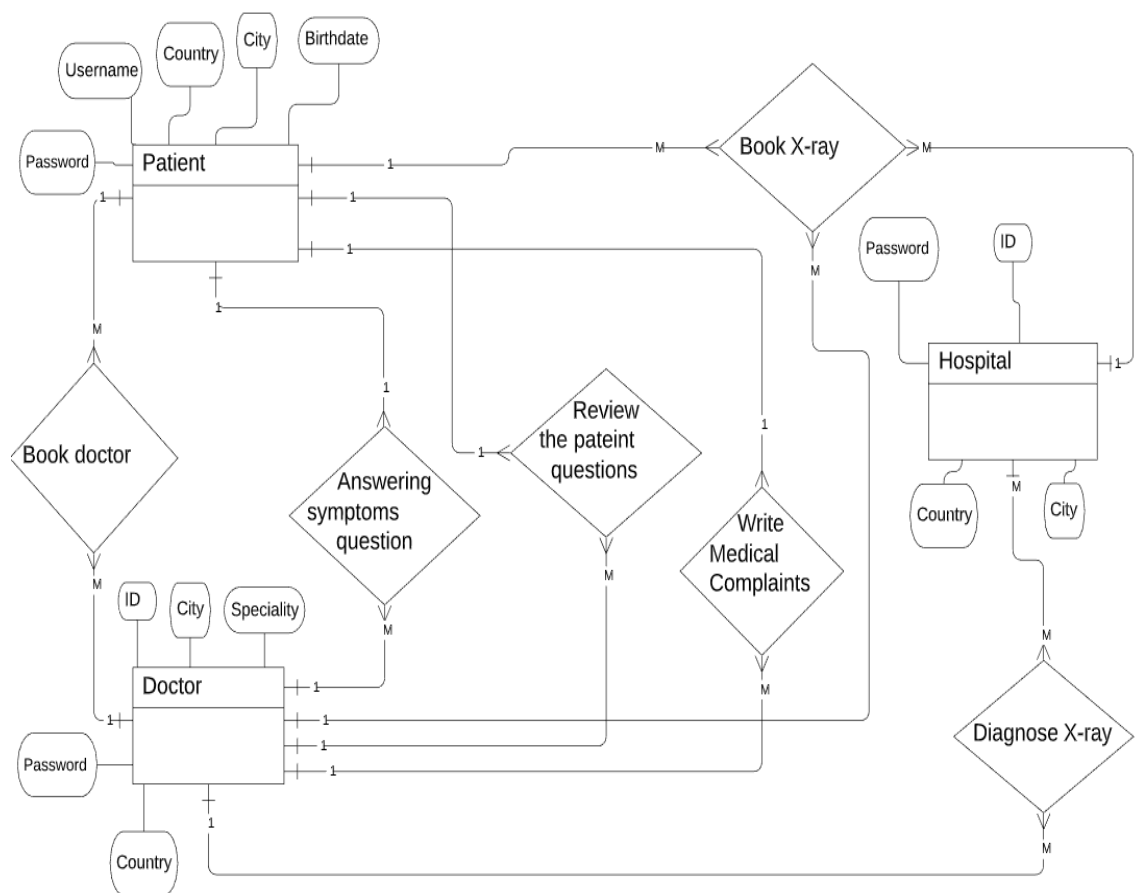 Birthdate
City
Country
Username
Password
Patient
1
M
Book X-ray
M
1
1
1
M
Password
ID
1
1
M
Hospital
1
Review
the pateint
questions
1
1
1
Book doctor
Answering
symptoms
question
M
Country
City
Write
Medical
Complaints
M
M
ID
City
Speciality
M
M
M
Doctor
1
1
1
1
1
Diagnose X-ray
Password
1
M
Country